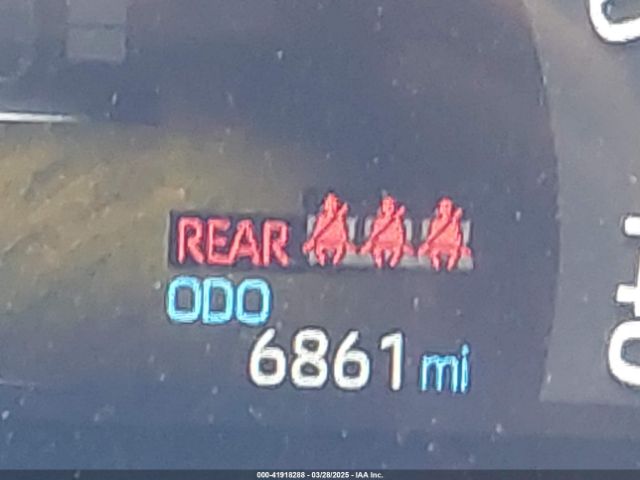 REAR
ODO
6861 mi
000-41918288 - 03/28/2025 - IAA Inc.